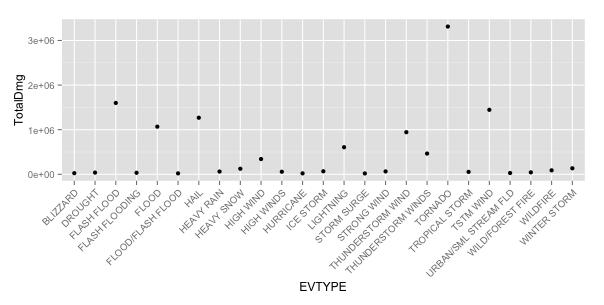 TotalDmg
3e+06
2e+06
1e+06
0e+00
BLIZZARD
DROUGHT
FLASH FLOOD
FLASH FLOODING
FLOOD
FLOOD/FLASH FLOOD
HAIL
HEAVY RAIN
HEAVY SNOW
HIGH WIND
HIGH WINDS
HURRICANE
ICE STORM
LIGHTNING
STORM SURGE
STRONG WIND
THUNDERSTORM WIND
THUNDERSTORM WINDS
TORNADO
TROPICAL STORM
TSTM WIND
URBAN/SML STREAM FLD
WILD/FOREST FIRE
WILDFIRE
WINTER STORM
EVTYPE